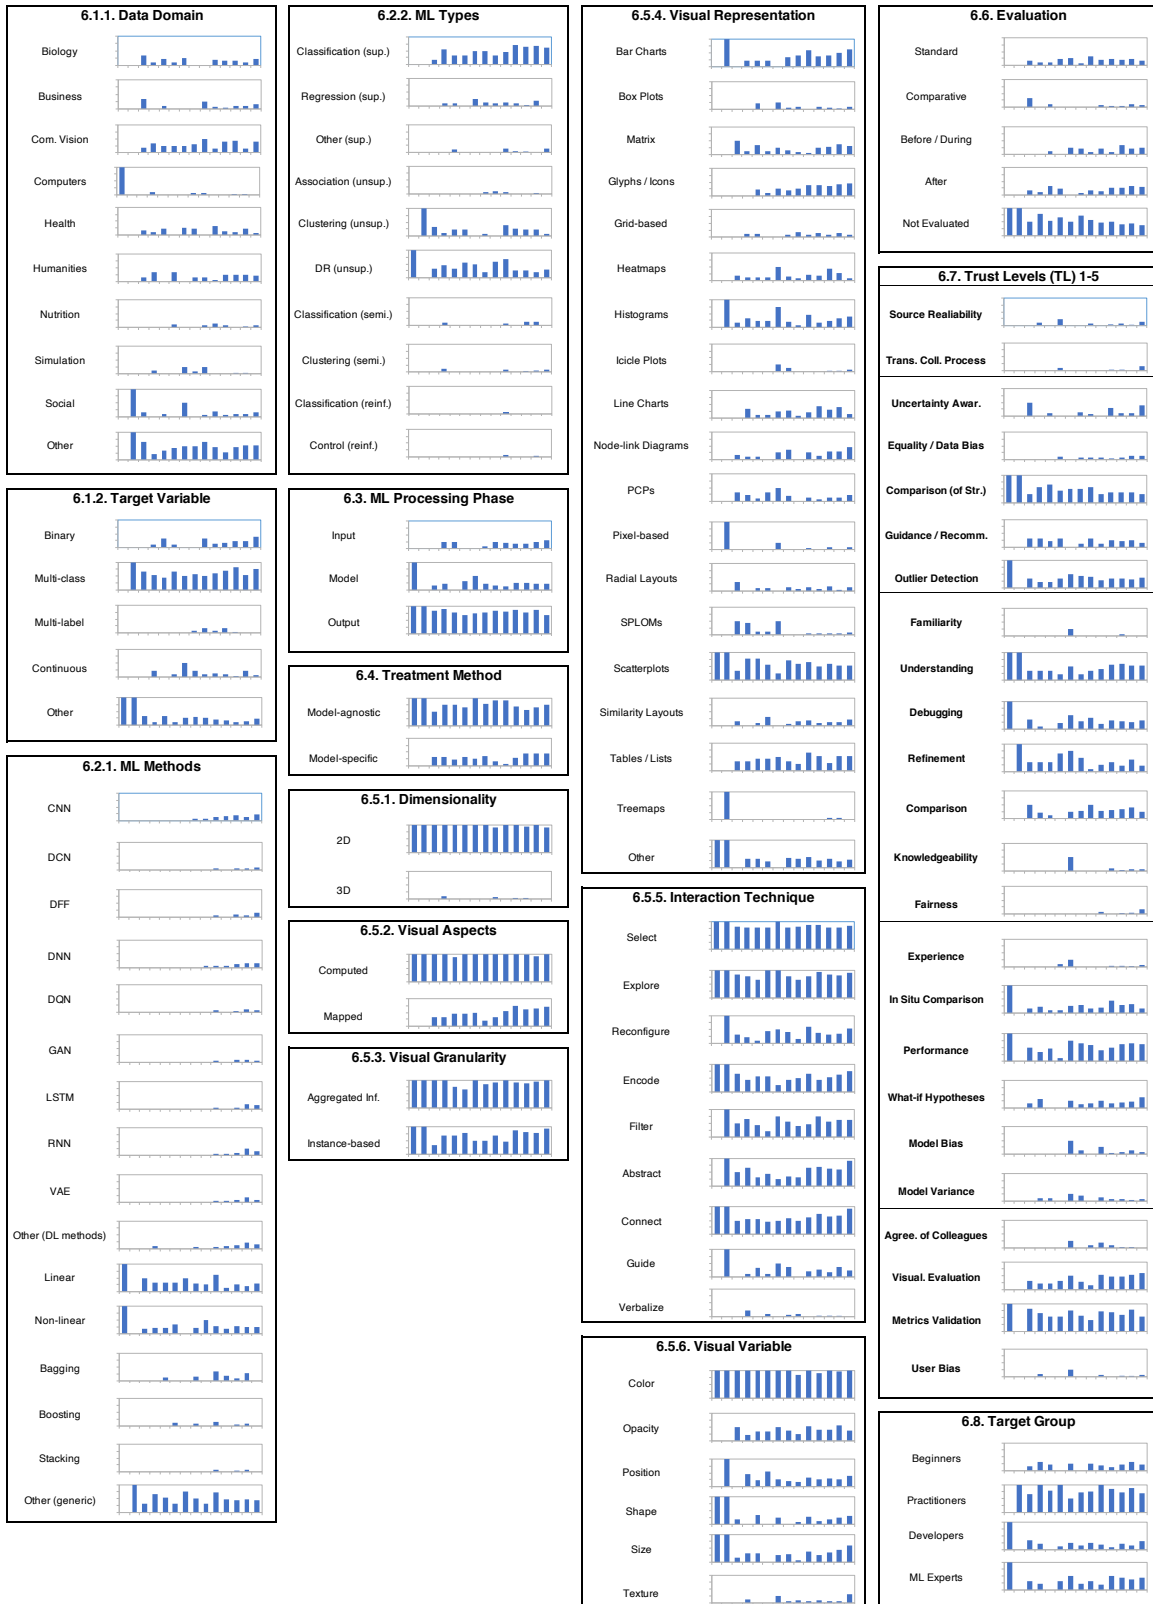 6.1.1. Data Domain
Biology
Business
Com. Vision
Computers
Health
Humanities
Nutrition
Simulation
Social
Other
6.1.2. Target Variable
Binary
Multi-class
Multi-label
Continuous
Other
6.2.1. ML Methods
CNN
DCN
DFF
DNN
DQN
GAN
LSTM
RNN
VAE
Other (DL methods)
Linear
Non-linear
Bagging
Boosting
Stacking
Other (generic)
6.2.2. ML Types
Classification (sup.)
Regression (sup.)
Other (sup.)
Association (unsup.)
Clustering (unsup.)
DR (unsup.)
Classification (semi.)
Clustering (semi.)
Classification (reinf.)
Control (reinf.)
6.3. ML Processing Phase
Input
Model
Output
6.4. Treatment Method
Model-agnostic
Model-specific
6.5.1. Dimensionality
2D
3D
6.5.2. Visual Aspects
Computed
Mapped
6.5.3. Visual Granularity
Aggregated Inf.
Instance-based
6.5.4. Visual Representation
Bar Charts
Box Plots
Matrix
Glyphs / Icons
Grid-based
Heatmaps
Histograms
Icicle Plots
Line Charts
Node-link Diagrams
PCPs
Pixel-based
Radial Layouts
SPLOMs
Scatterplots
Similarity Layouts
Tables / Lists
Treemaps
Other
6.5.5. Interaction Technique
Select
Explore
Reconfigure
Encode
Filter
Abstract
Connect
Guide
Verbalize
6.5.6. Visual Variable
Color
Opacity
Position
Shape
Size
Texture
6.6. Evaluation
Standard
Comparative
Before / During
After
Not Evaluated
6.7. Trust Levels (TL) 1-5
Source Realiability
Trans. Coll. Process
Uncertainty Awar.
Equality / Data Bias
Comparison (of Str.)
Guidance / Recomm.
Outlier Detection
Familiarity
Understanding
Debugging
Refinement
Comparison
Knowledgeability
Fairness
Experience
In Situ Comparison
Performance
What-if Hypotheses
Model Bias
Model Variance
Agree. of Colleagues
Visual. Evaluation
Metrics Validation
User Bias
6.8. Target Group
Beginners
Practitioners
Developers
ML Experts